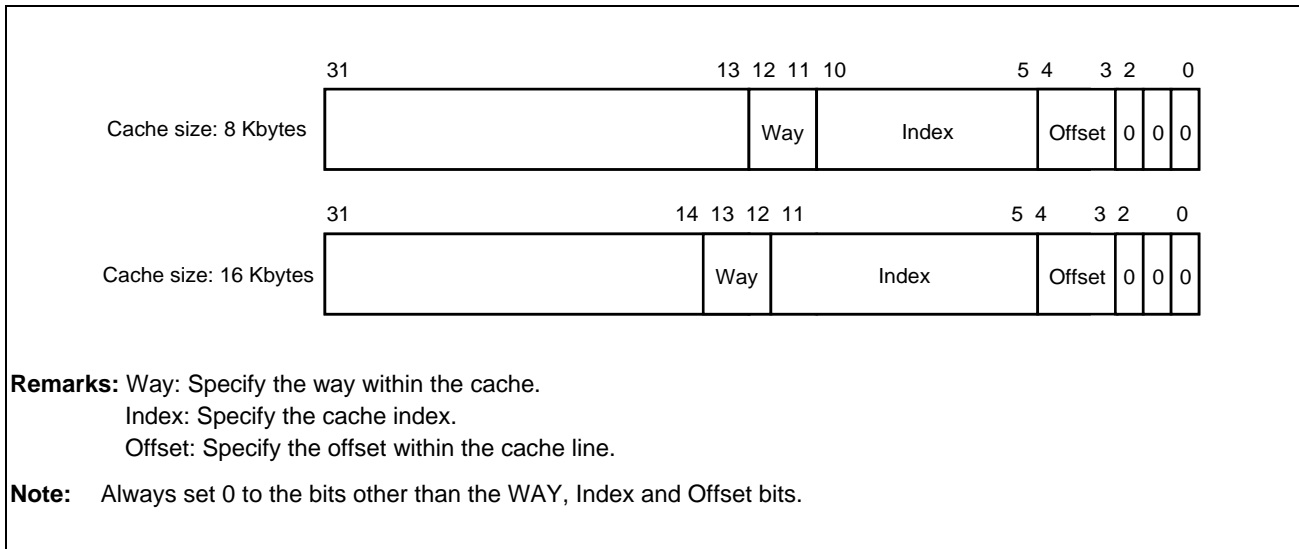 31 13 12 11 10 5 4 3 2 0
Cache size: 8 Kbytes Way Index Offset 0 0 0
31 14 13 12 11 5 4 3 2 0
Cache size: 16 Kbytes Way Index Offset 0 0 0
Remarks: Way: Specify the way within the cache.
Index: Specify the cache index.
Offset: Specify the offset within the cache line.
Note: Always set 0 to the bits other than the WAY, Index and Offset bits.